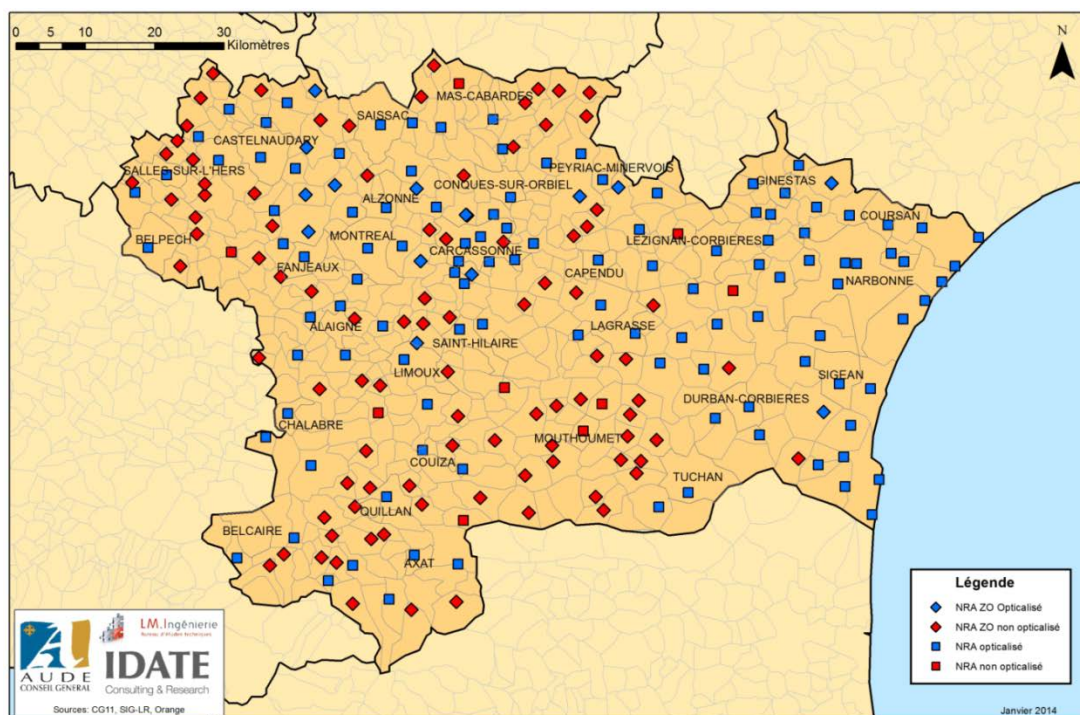 0 5 10 20 30
Kilomètres
N
MAS-CABARDES
SAISSAC
CASTELNAUDARY
PEYRIAC-MINERVOIS
SALLES-SUR-L'HERS
CONQUES-SUR-ORBIEL
GINESTAS
ALZONNE
COURSAN
BELPECH
MONTREAL
CARCASSONNE
LEZIGNAN-CORBIERES
FANJEAUX
CAPENDU
NARBONNE
ALAIGNE
LAGRASSE
SAINT-HILAIRE
LIMOUX
SIGEAN
DURBAN-CORBIERES
CHALABRE
MOUTHOUMET
COUIZA
TUCHAN
QUILLAN
BELCAIRE
AXAT
Légende
NRA ZO Opticalisé
NRA ZO non opticalisé
NRA opticalisé
NRA non opticalisé
LM.Ingénierie
Bureau d'études techniques
AUDE
CONSEIL GENERAL
IDATE
Consulting & Research
Sources: CG11, SIG-LR, Orange
Janvier 2014